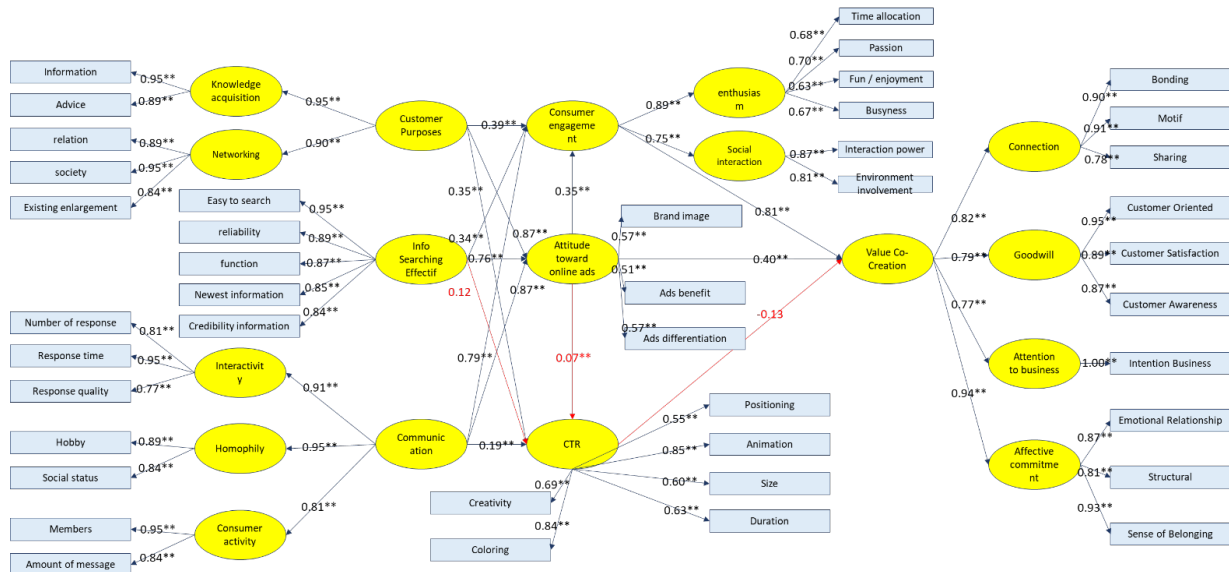 Time allocation
0.68**
Passion
0.70**
Fun / enjoyment
0.63**
Busyness
0.67**
enthusias
m
0.89**
Information
0.95**
Advice
0.89**
Knowledge
acquisition
0.95**
relation
0.89**
society
0.95**
Existing enlargement
0.84**
Networking
0.90**
Customer
Purposes
0.39**
Consumer
engageme
nt
0.75**
Social
interaction
0.87**
Interaction power
0.81**
Environment
involvement
Bonding
0.90**
Motif
0.91**
Sharing
0.78**
Connection
0.82**
Easy to search
0.95**
reliability
0.89**
function
0.87**
Newest information
0.85**
Credibility information
0.84**
Info
Searching
Effectif
0.35**
0.34**
0.76**
0.12
0.87**
0.87**
0.35**
Attitude
toward
online ads
Brand image
0.57**
0.51**
Ads benefit
0.57**
Ads differentiation
0.81**
0.40**
-0.13
Value Co-
Creation
0.79**
Goodwill
Customer Oriented
0.95**
Customer Satisfaction
0.89**
Customer Awareness
0.87**
0.77**
Attention
to business
1.00**
Intention Business
0.94**
Number of response
0.81**
Response time
0.95**
Response quality
0.77**
Interactivit
y
0.91**
0.79**
0.07**
Hobby
0.89**
Social status
0.84**
Homophily
0.95**
Communic
ation
0.19**
CTR
Positioning
0.55**
Animation
0.85**
Size
0.60**
Duration
0.63**
Creativity
0.69**
Coloring
0.84**
Members
0.95**
Amount of message
0.84**
Consumer
activity
0.81**
Affective
commitme
nt
Emotional Relationship
0.87**
Structural
0.81**
Sense of Belonging
0.93**